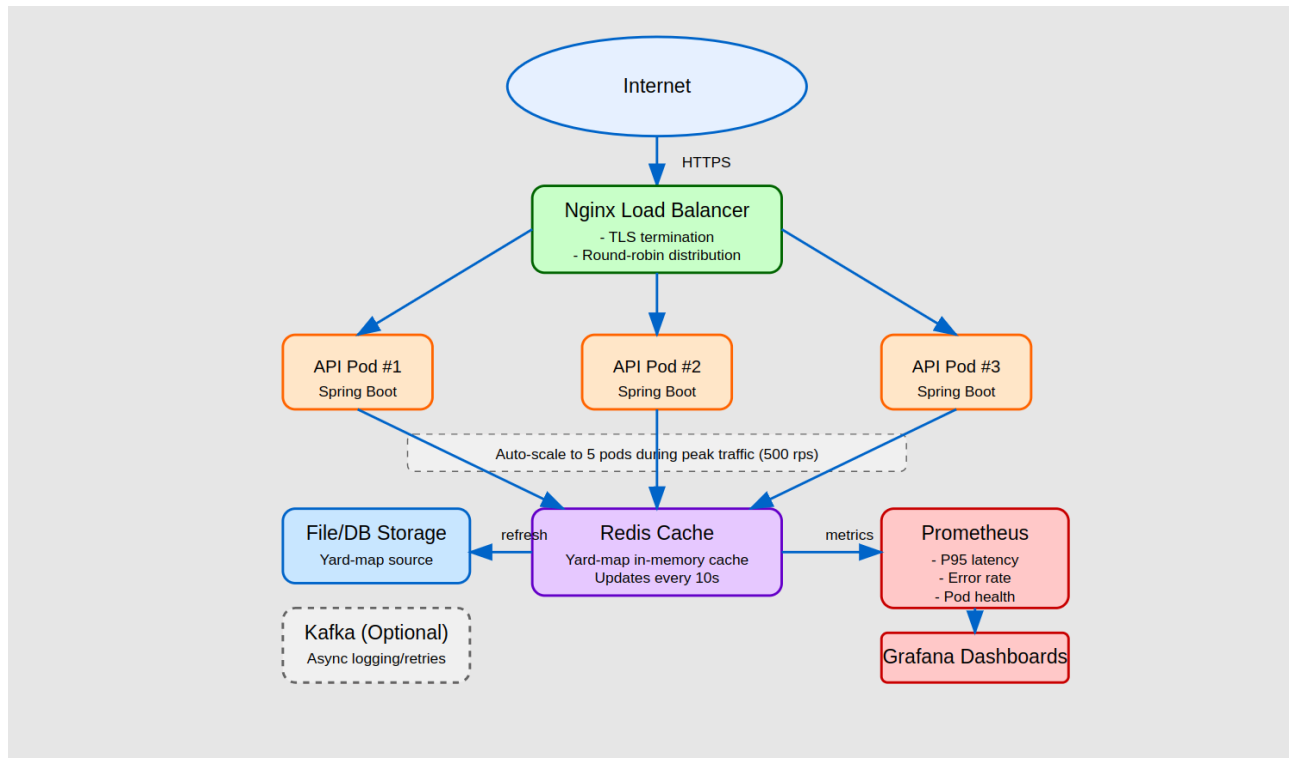 Internet
HTTPS
Nginx Load Balancer
- TLS termination
- Round-robin distribution
API Pod #1
Spring Boot
API Pod #2
Spring Boot
API Pod #3
Spring Boot
Auto-scale to 5 pods during peak traffic (500 rps)
File/DB Storage
Yard-map source
refresh
Redis Cache
Yard-map in-memory cache
Updates every 10s
metrics
Prometheus
- P95 latency
- Error rate
- Pod health
Kafka (Optional)
Async logging/retries
Grafana Dashboards